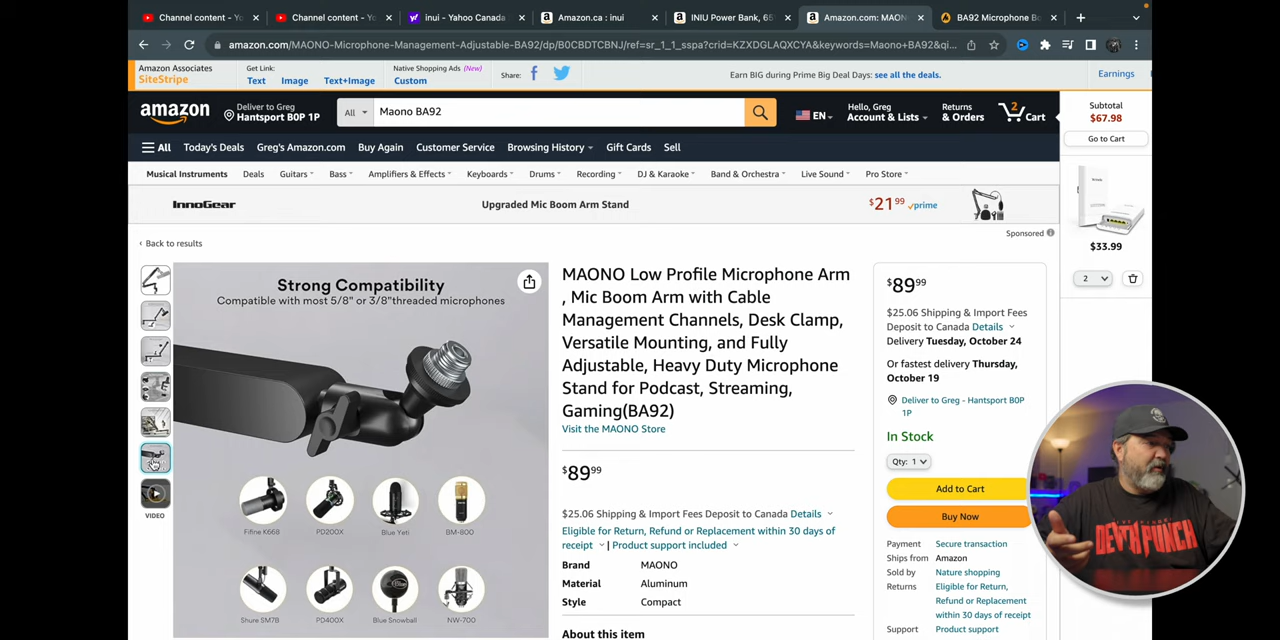 Channel content - Yo
Channel content - Yo
inui - Yahoo Canada
Amazon.ca : inui
INIU Power Bank, 65
Amazon.com: MAONO
BA92 Microphone Bo
amazon.com/MAONO-Microphone-Management-Adjustable-BA92/dp/B0CBDTCBNJ/ref=sr_1_1_sspa?crid=KZXDGLAQXCYA&keywords=Maono+BA92&qi...
Amazon Associates
SiteStripe
Get Link:
Text Image Text+Image
Native Shopping Ads (New)
Custom
Share:
Earn BIG during Prime Big Deal Days: see all the deals.
Earnings
amazon
Deliver to Greg
Hantsport B0P 1P
All
Maono BA92
EN
Hello, Greg
Account & Lists
Returns
& Orders
2
Cart
Subtotal
$67.98
Go to Cart
All Today's Deals Greg's Amazon.com Buy Again Customer Service Browsing History Gift Cards Sell
Musical Instruments Deals Guitars Bass Amplifiers & Effects Keyboards Drums Recording DJ & Karaoke Band & Orchestra Live Sound Pro Store
InnoGear
Upgraded Mic Boom Arm Stand
$21 99 prime
Sponsored
$33.99
2
‹ Back to results
VIDEO
Strong Compatibility
Compatible with most 5/8" or 3/8"threaded microphones
Fifine K668 PD200X Blue Yeti BM-800
Shure SM7B PD400X Blue Snowball NW-700
MAONO Low Profile Microphone Arm
, Mic Boom Arm with Cable
Management Channels, Desk Clamp,
Versatile Mounting, and Fully
Adjustable, Heavy Duty Microphone
Stand for Podcast, Streaming,
Gaming(BA92)
Visit the MAONO Store
$89 99
$25.06 Shipping & Import Fees Deposit to Canada Details
Eligible for Return, Refund or Replacement within 30 days of
receipt | Product support included
Brand MAONO
Material Aluminum
Style Compact
About this item
$89 99
$25.06 Shipping & Import Fees
Deposit to Canada Details
Delivery Tuesday, October 24
Or fastest delivery Thursday,
October 19
Deliver to Greg - Hantsport B0P
1P
In Stock
Qty: 1
Add to Cart
Buy Now
Payment Secure transaction
Ships from Amazon
Sold by Nature shopping
Returns Eligible for Return,
Refund or Replacement
within 30 days of receipt
Support Product support
DEATH PUNCH